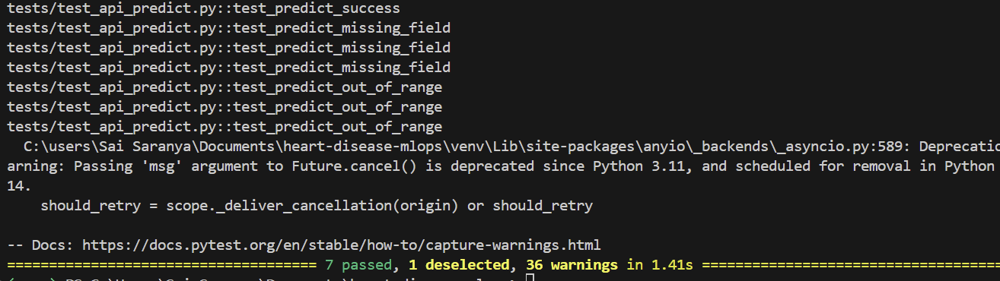 tests/test_api_predict.py::test_predict_success
tests/test_api_predict.py::test_predict_missing_field
tests/test_api_predict.py::test_predict_missing_field
tests/test_api_predict.py::test_predict_missing_field
tests/test_api_predict.py::test_predict_out_of_range
tests/test_api_predict.py::test_predict_out_of_range
tests/test_api_predict.py::test_predict_out_of_range
C:\users\Sai Saranya\Documents\heart-disease-mlops\venv\Lib\site-packages\anyio\_backends\_asyncio.py:589: Deprecatio
arning: Passing 'msg' argument to Future.cancel() is deprecated since Python 3.11, and scheduled for removal in Python
14.
should_retry = scope._deliver_cancellation(origin) or should_retry
-- Docs: https://docs.pytest.org/en/stable/how-to/capture-warnings.html
===================================== 7 passed, 1 deselected, 36 warnings in 1.41s ====================================